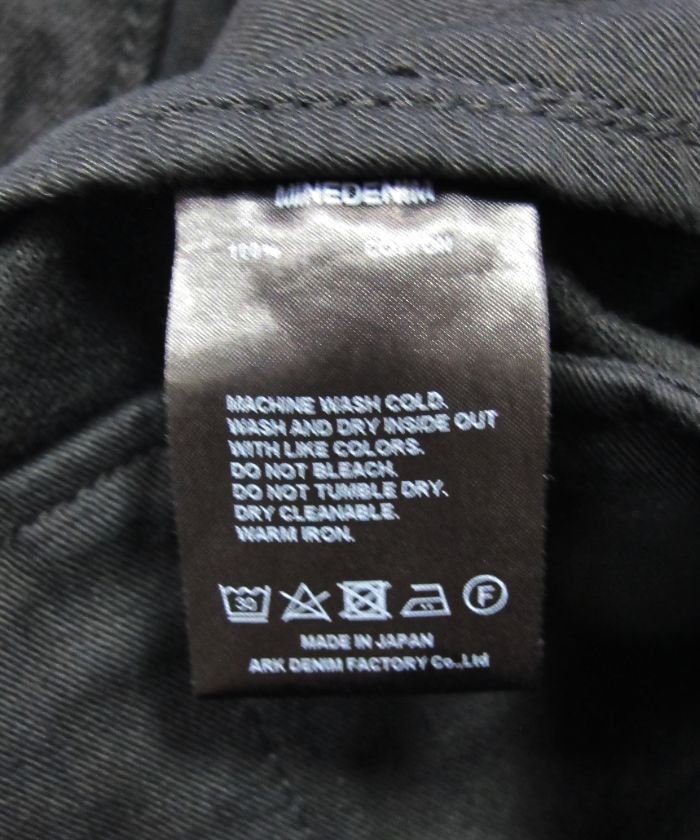 MINEDENIM
100% COTTON
MACHINE WASH COLD.
WASH AND DRY INSIDE OUT
WITH LIKE COLORS.
DO NOT BLEACH.
DO NOT TUMBLE DRY.
DRY CLEANABLE.
WARM IRON.
30 F
MADE IN JAPAN
ARK DENIM FACTORY Co.,Ltd